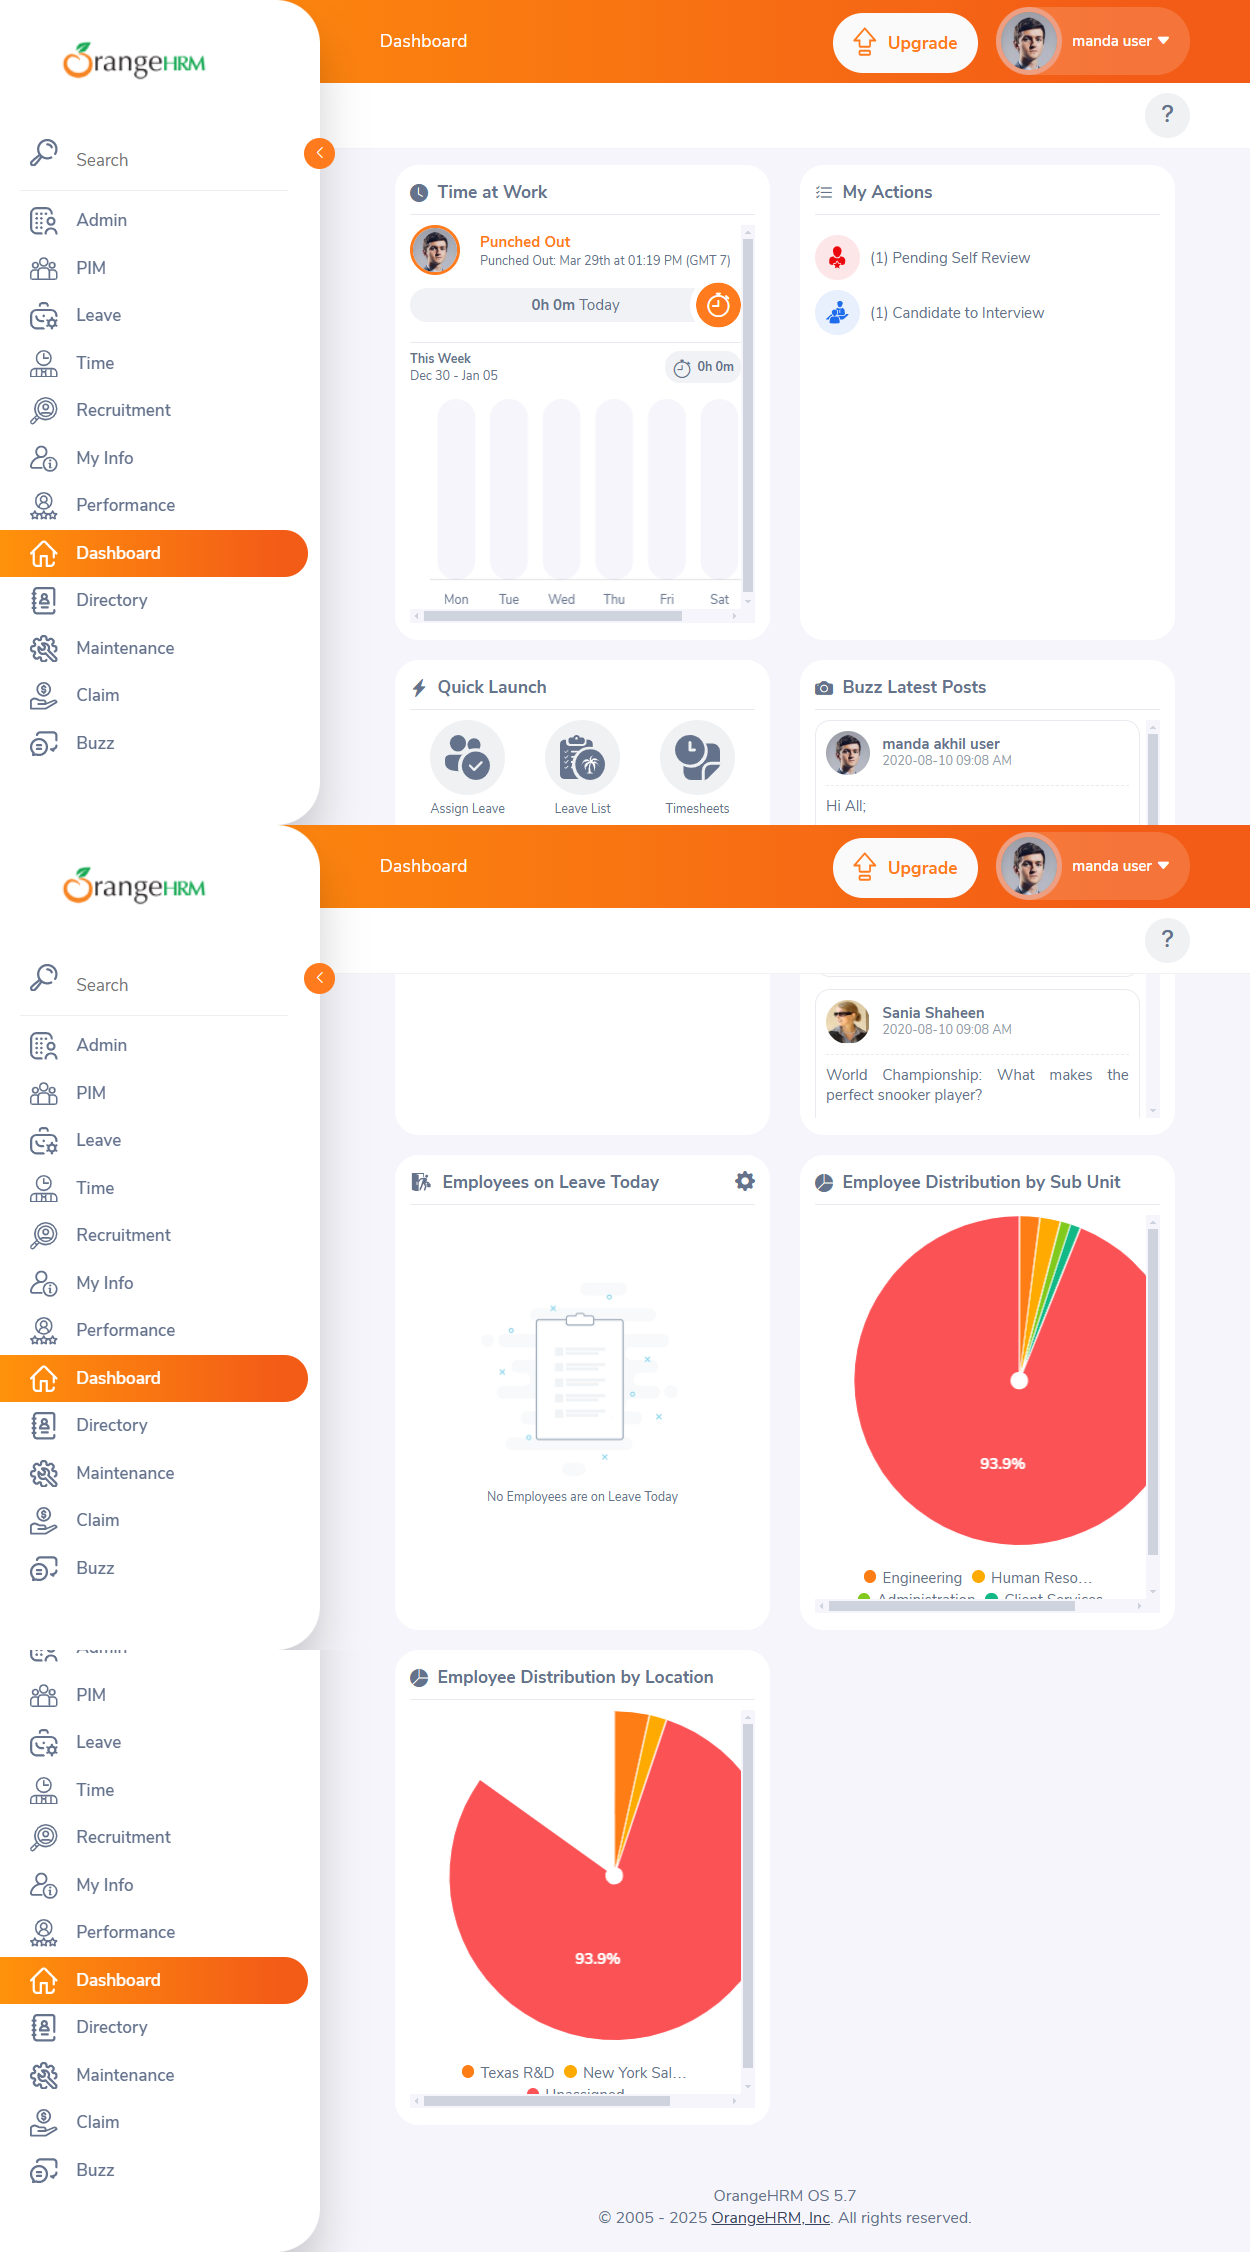 OrangeHRM
Dashboard
Upgrade
manda user
?
Search
Admin
PIM
Leave
Time
Recruitment
My Info
Performance
Dashboard
Directory
Maintenance
Claim
Buzz
Time at Work
Punched Out
Punched Out: Mar 29th at 01:19 PM (GMT 7)
0h 0m Today
This Week
Dec 30 - Jan 05
0h 0m
Mon Tue Wed Thu Fri Sat
My Actions
(1) Pending Self Review
(1) Candidate to Interview
Quick Launch
Assign Leave Leave List Timesheets
Buzz Latest Posts
manda akhil user
2020-08-10 09:08 AM
Hi All;
OrangeHRM
Dashboard
Upgrade
manda user
?
Search
Admin
PIM
Leave
Time
Recruitment
My Info
Performance
Dashboard
Directory
Maintenance
Claim
Buzz
Sania Shaheen
2020-08-10 09:08 AM
World Championship: What makes the
perfect snooker player?
Employees on Leave Today
No Employees are on Leave Today
Employee Distribution by Sub Unit
93.9%
Engineering Human Reso...
Administration Client Services
Admin
PIM
Leave
Time
Recruitment
My Info
Performance
Dashboard
Directory
Maintenance
Claim
Buzz
Employee Distribution by Location
93.9%
Texas R&D New York Sal...
Unassigned
OrangeHRM OS 5.7
© 2005 - 2025 OrangeHRM, Inc. All rights reserved.